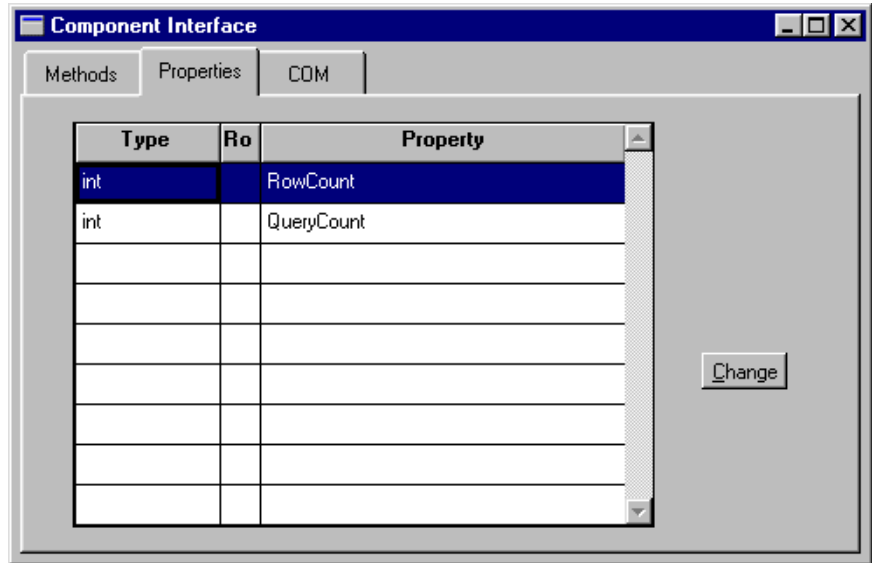 Component Interface
Methods Properties COM
Type Ro Property
int RowCount
int QueryCount
Change